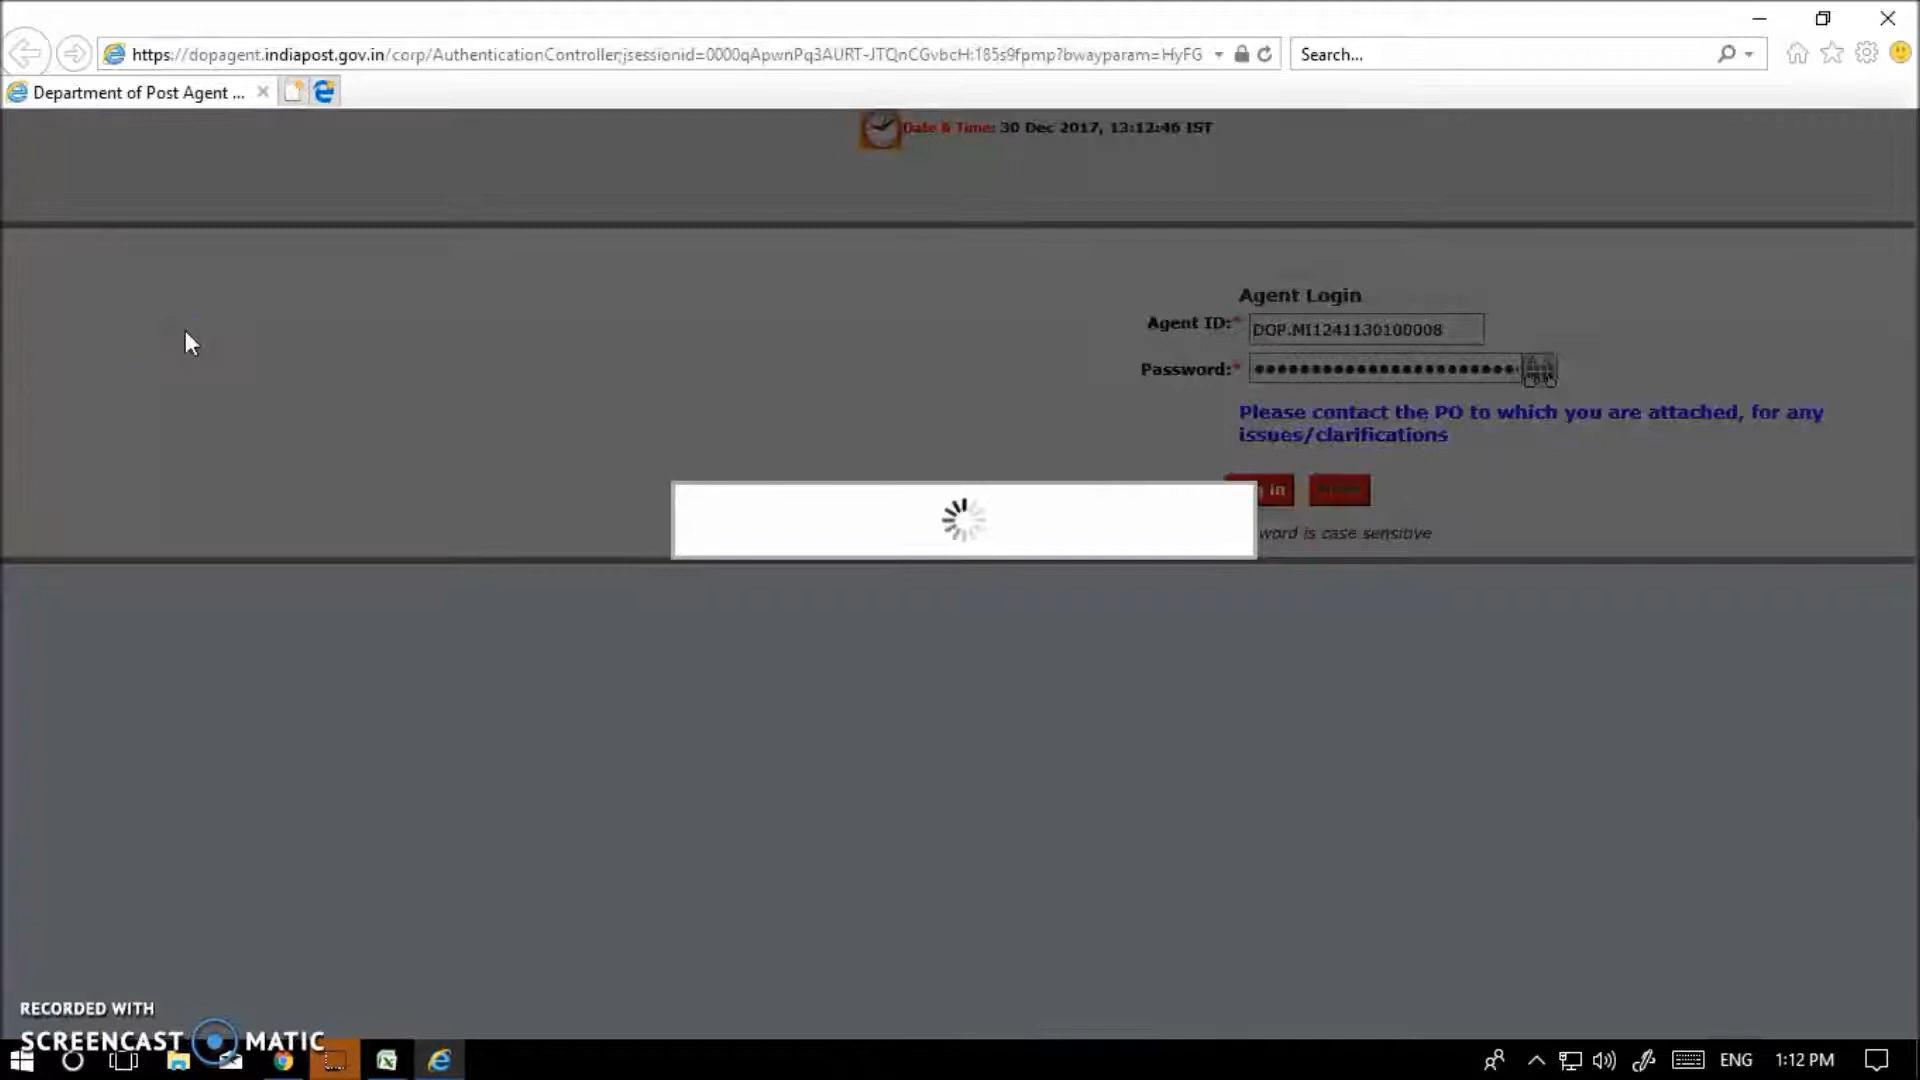 https://dopagent.indiapost.gov.in/corp/AuthenticationController;jsessionid=0000qApwnPq3AURT-JTQnCGvbcH:185s9fpmp?bwayparam=HyFG
Search...
Department of Post Agent ...
Date & Time: 30 Dec 2017, 13:12:46 IST
Agent Login
Agent ID:* DOP.MI1241130100008
Password:*
Please contact the PO to which you are attached, for any
issues/clarifications
in
word is case sensitive
RECORDED WITH
SCREENCAST MATIC
ENG 1:12 PM